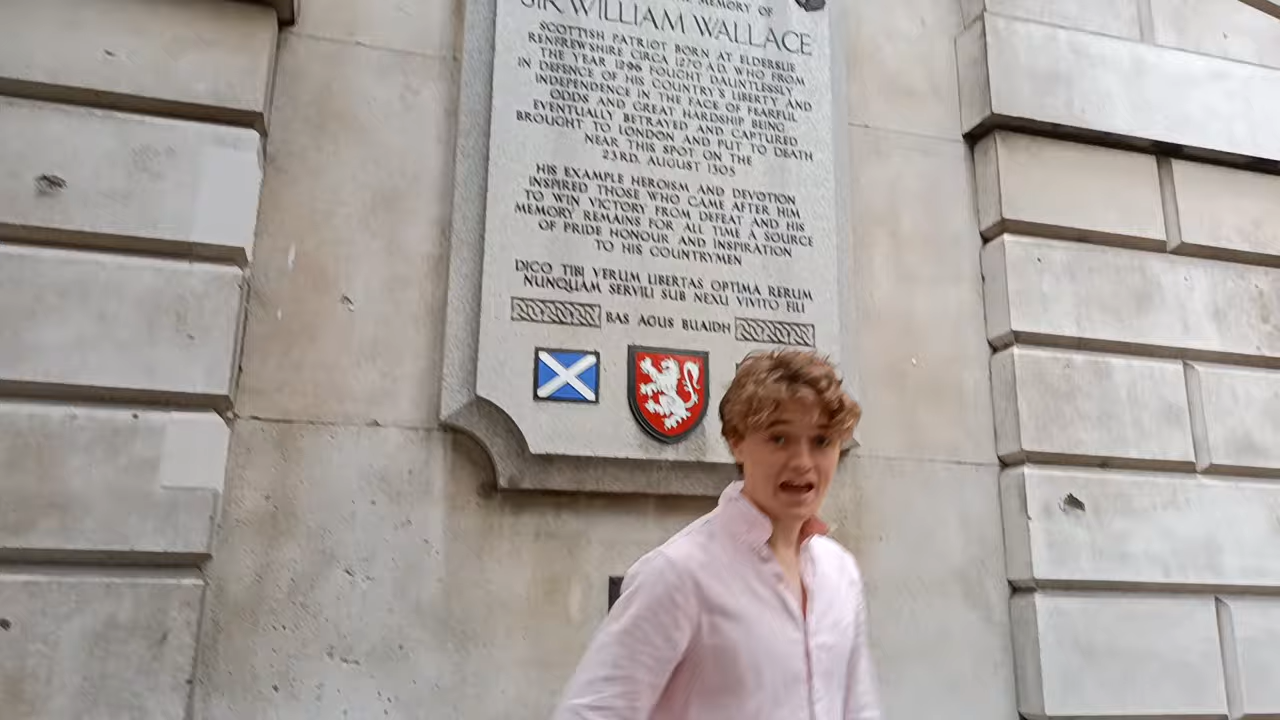 MEMORY OF
SIR WILLIAM WALLACE
SCOTTISH PATRIOT BORN AT ELDERSLIE
RENFREWSHIRE CIRCA 1270 A.D. WHO FROM
THE YEAR 1296 FOUGHT DAUNTLESSLY
IN DEFENCE OF HIS COUNTRY'S LIBERTY AND
INDEPENDENCE IN THE FACE OF FEARFUL
ODDS AND GREAT HARDSHIP BEING
EVENTUALLY BETRAYED AND CAPTURED
BROUGHT TO LONDON AND PUT TO DEATH
NEAR THIS SPOT ON THE
23RD. AUGUST 1305
HIS EXAMPLE HEROISM AND DEVOTION
INSPIRED THOSE WHO CAME AFTER HIM
TO WIN VICTORY FROM DEFEAT AND HIS
MEMORY REMAINS FOR ALL TIME A SOURCE
OF PRIDE HONOUR AND INSPIRATION
TO HIS COUNTRYMEN
DICO TIBI VERUM LIBERTAS OPTIMA RERUM
NUNQUAM SERVILI SUB NEXU VIVITO FILI
BAS AGUS BUAIDH